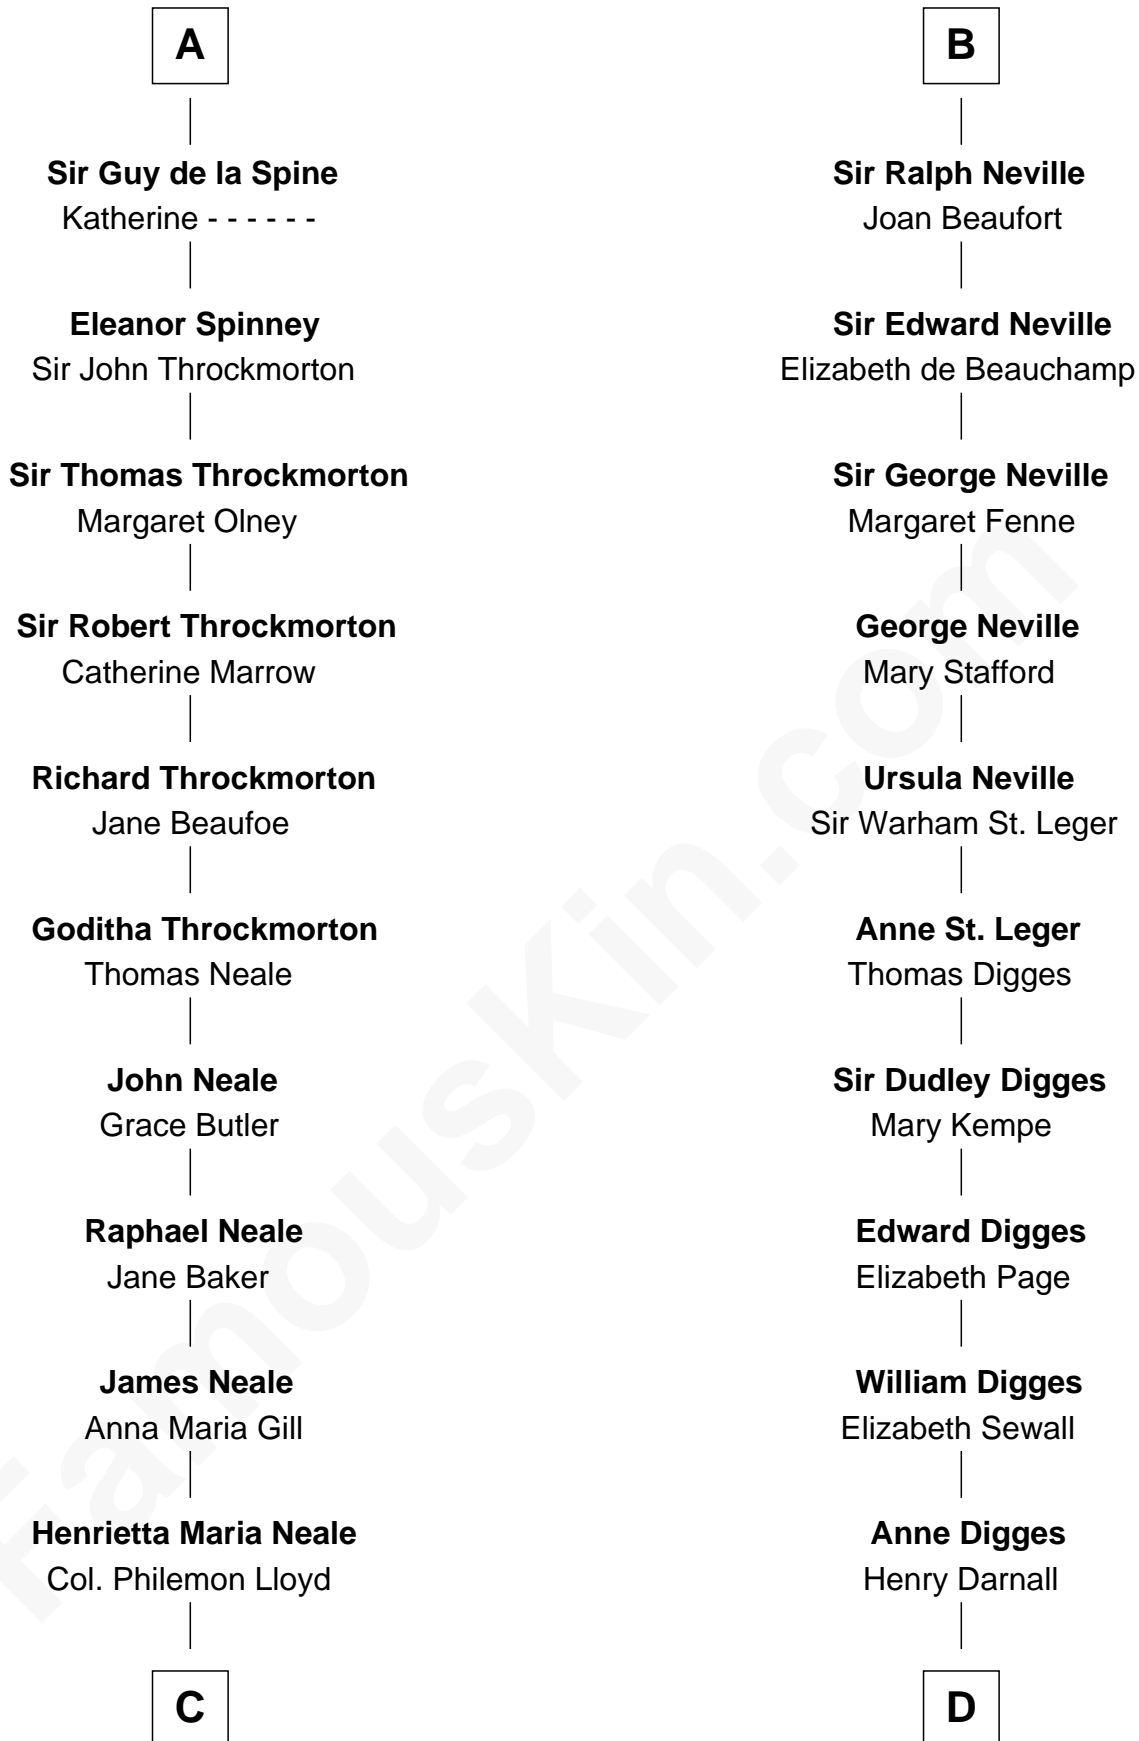 A
Sir Guy de la Spine
Katherine - - - - - -
Eleanor Spinney
Sir John Throckmorton
Sir Thomas Throckmorton
Margaret Olney
Sir Robert Throckmorton
Catherine Marrow
Richard Throckmorton
Jane Beaufoe
Goditha Throckmorton
Thomas Neale
John Neale
Grace Butler
Raphael Neale
Jane Baker
James Neale
Anna Maria Gill
Henrietta Maria Neale
Col. Philemon Lloyd
C
B
Sir Ralph Neville
Joan Beaufort
Sir Edward Neville
Elizabeth de Beauchamp
Sir George Neville
Margaret Fenne
George Neville
Mary Stafford
Ursula Neville
Sir Warham St. Leger
Anne St. Leger
Thomas Digges
Sir Dudley Digges
Mary Kempe
Edward Digges
Elizabeth Page
William Digges
Elizabeth Sewall
Anne Digges
Henry Darnall
D
FamousKin.com